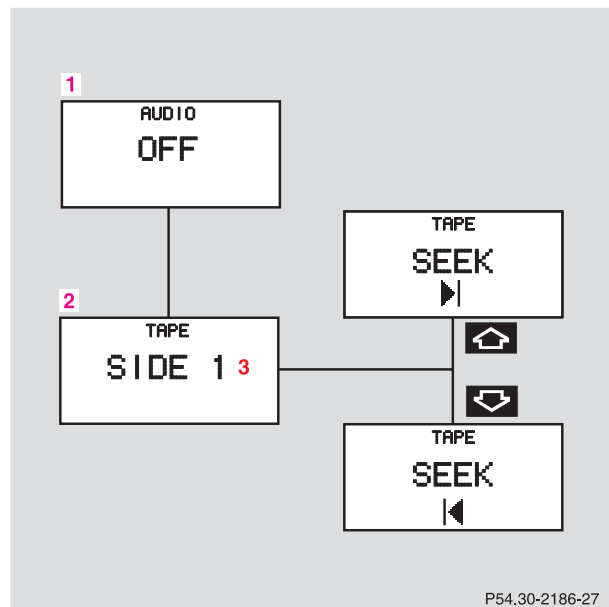 1
AUDIO
OFF
2
TAPE
SIDE 1 3
TAPE
SEEK
TAPE
SEEK
P54.30-2186-27